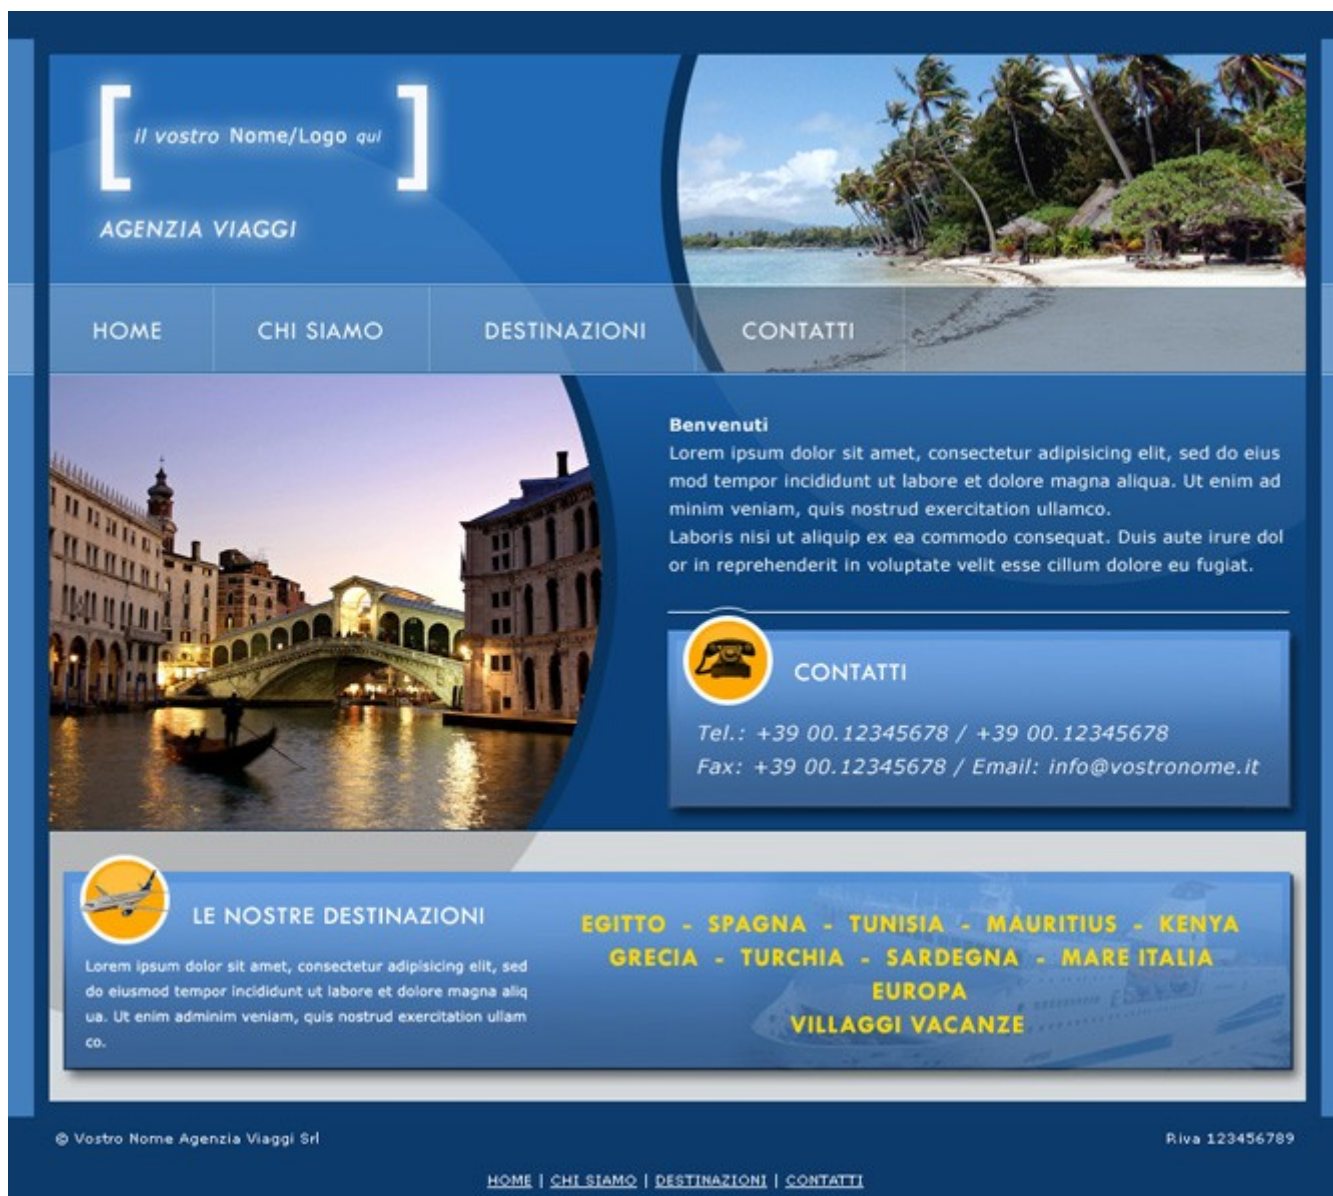 il vostro Nome/Logo qui
AGENZIA VIAGGI
HOME CHI SIAMO DESTINAZIONI CONTATTI
Benvenuti
Lorem ipsum dolor sit amet, consectetur adipisicing elit, sed do eius
mod tempor incididunt ut labore et dolore magna aliqua. Ut enim ad
minim veniam, quis nostrud exercitation ullamco.
Laboris nisi ut aliquip ex ea commodo consequat. Duis aute irure dol
or in reprehenderit in voluptate velit esse cillum dolore eu fugiat.
CONTATTI
Tel.: +39 00.12345678 / +39 00.12345678
Fax: +39 00.12345678 / Email: info@vostronome.it
LE NOSTRE DESTINAZIONI
Lorem ipsum dolor sit amet, consectetur adipisicing elit, sed
do eiusmod tempor incididunt ut labore et dolore magna aliq
ua. Ut enim adminim veniam, quis nostrud exercitation ullam
co.
EGITTO - SPAGNA - TUNISIA - MAURITIUS - KENYA
GRECIA - TURCHIA - SARDEGNA - MARE ITALIA
EUROPA
VILLAGGI VACANZE
© Vostro Nome Agenzia Viaggi Srl
P.iva 123456789
HOME | CHI SIAMO | DESTINAZIONI | CONTATTI